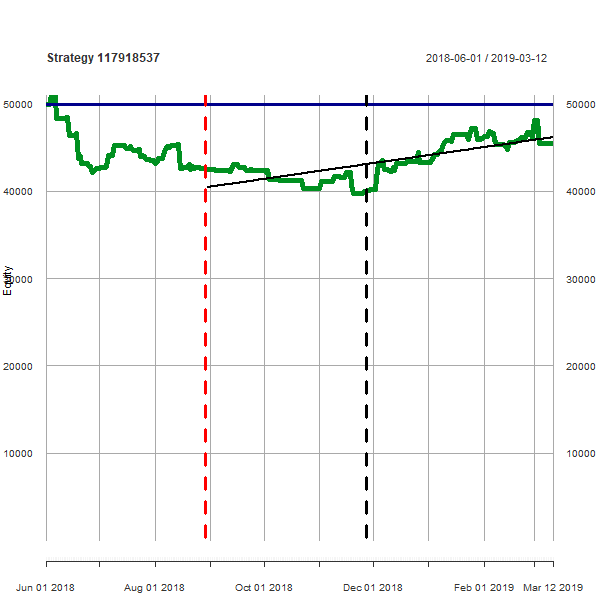 Strategy 117918537
2018-06-01 / 2019-03-12
50000 50000
40000 40000
Equity
30000 30000
20000 20000
10000 10000
Jun 01 2018 Aug 01 2018 Oct 01 2018 Dec 01 2018 Feb 01 2019 Mar 12 2019